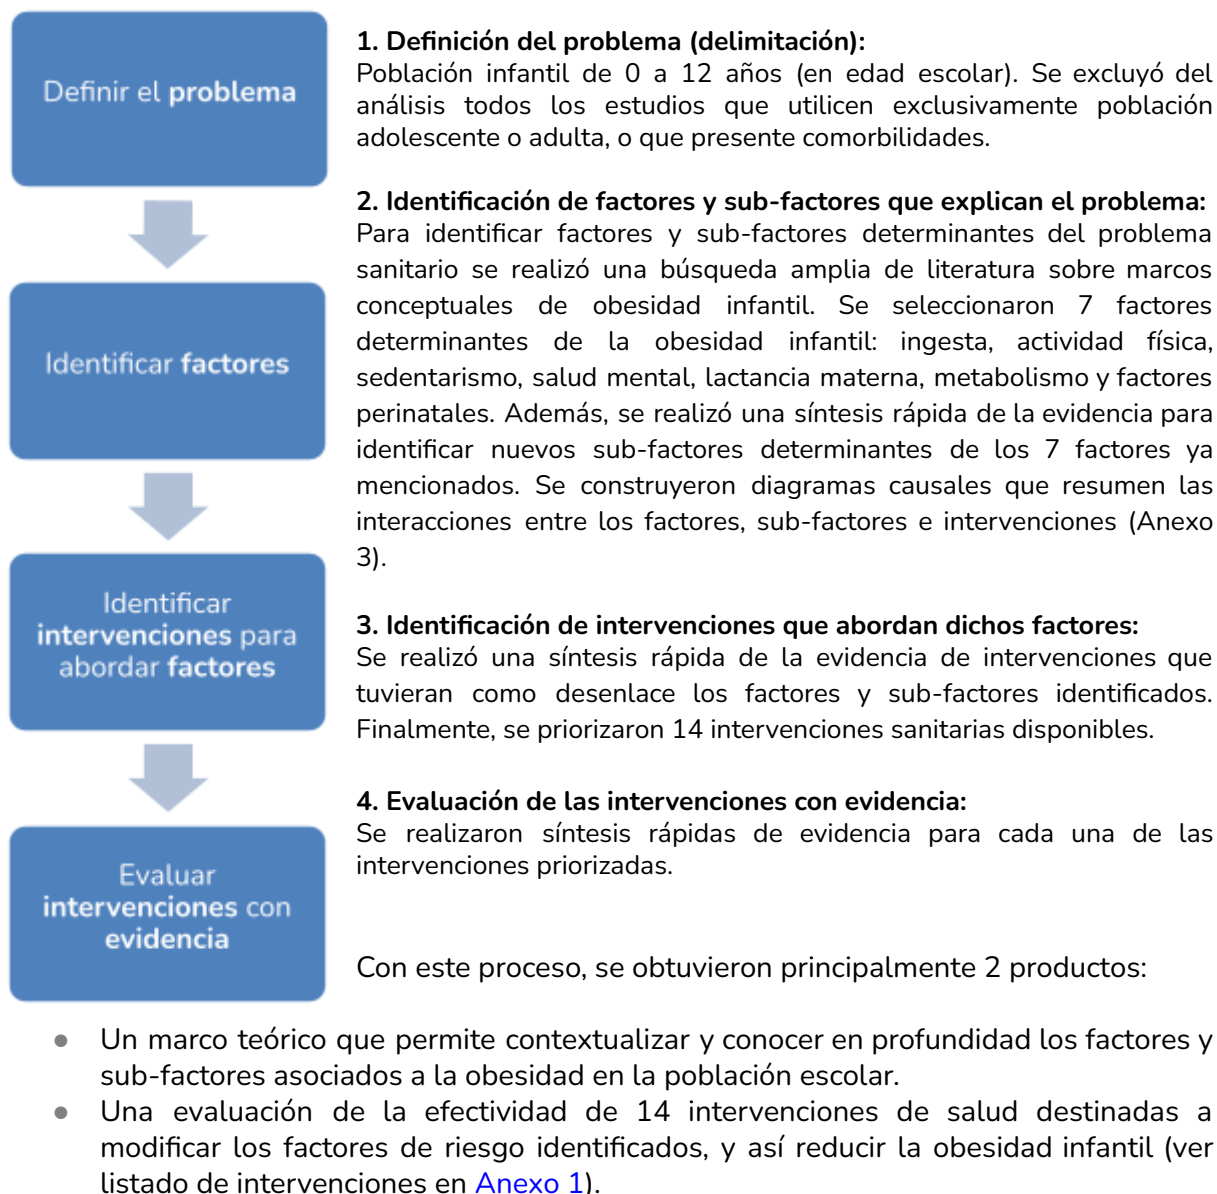 Definir el problema
1. Definición del problema (delimitación):
Población infantil de 0 a 12 años (en edad escolar). Se excluyó del
análisis todos los estudios que utilicen exclusivamente población
adolescente o adulta, o que presente comorbilidades.
Identificar factores
2. Identificación de factores y sub-factores que explican el problema:
Para identificar factores y sub-factores determinantes del problema
sanitario se realizó una búsqueda amplia de literatura sobre marcos
conceptuales de obesidad infantil. Se seleccionaron 7 factores
determinantes de la obesidad infantil: ingesta, actividad física,
sedentarismo, salud mental, lactancia materna, metabolismo y factores
perinatales. Además, se realizó una síntesis rápida de la evidencia para
identificar nuevos sub-factores determinantes de los 7 factores ya
mencionados. Se construyeron diagramas causales que resumen las
interacciones entre los factores, sub-factores e intervenciones (Anexo
3).
Identificar
intervenciones para
abordar factores
3. Identificación de intervenciones que abordan dichos factores:
Se realizó una síntesis rápida de la evidencia de intervenciones que
tuvieran como desenlace los factores y sub-factores identificados.
Finalmente, se priorizaron 14 intervenciones sanitarias disponibles.
Evaluar
intervenciones con
evidencia
4. Evaluación de las intervenciones con evidencia:
Se realizaron síntesis rápidas de evidencia para cada una de las
intervenciones priorizadas.
Con este proceso, se obtuvieron principalmente 2 productos:
● Un marco teórico que permite contextualizar y conocer en profundidad los factores y
sub-factores asociados a la obesidad en la población escolar.
● Una evaluación de la efectividad de 14 intervenciones de salud destinadas a
modificar los factores de riesgo identificados, y así reducir la obesidad infantil (ver
listado de intervenciones en Anexo 1).